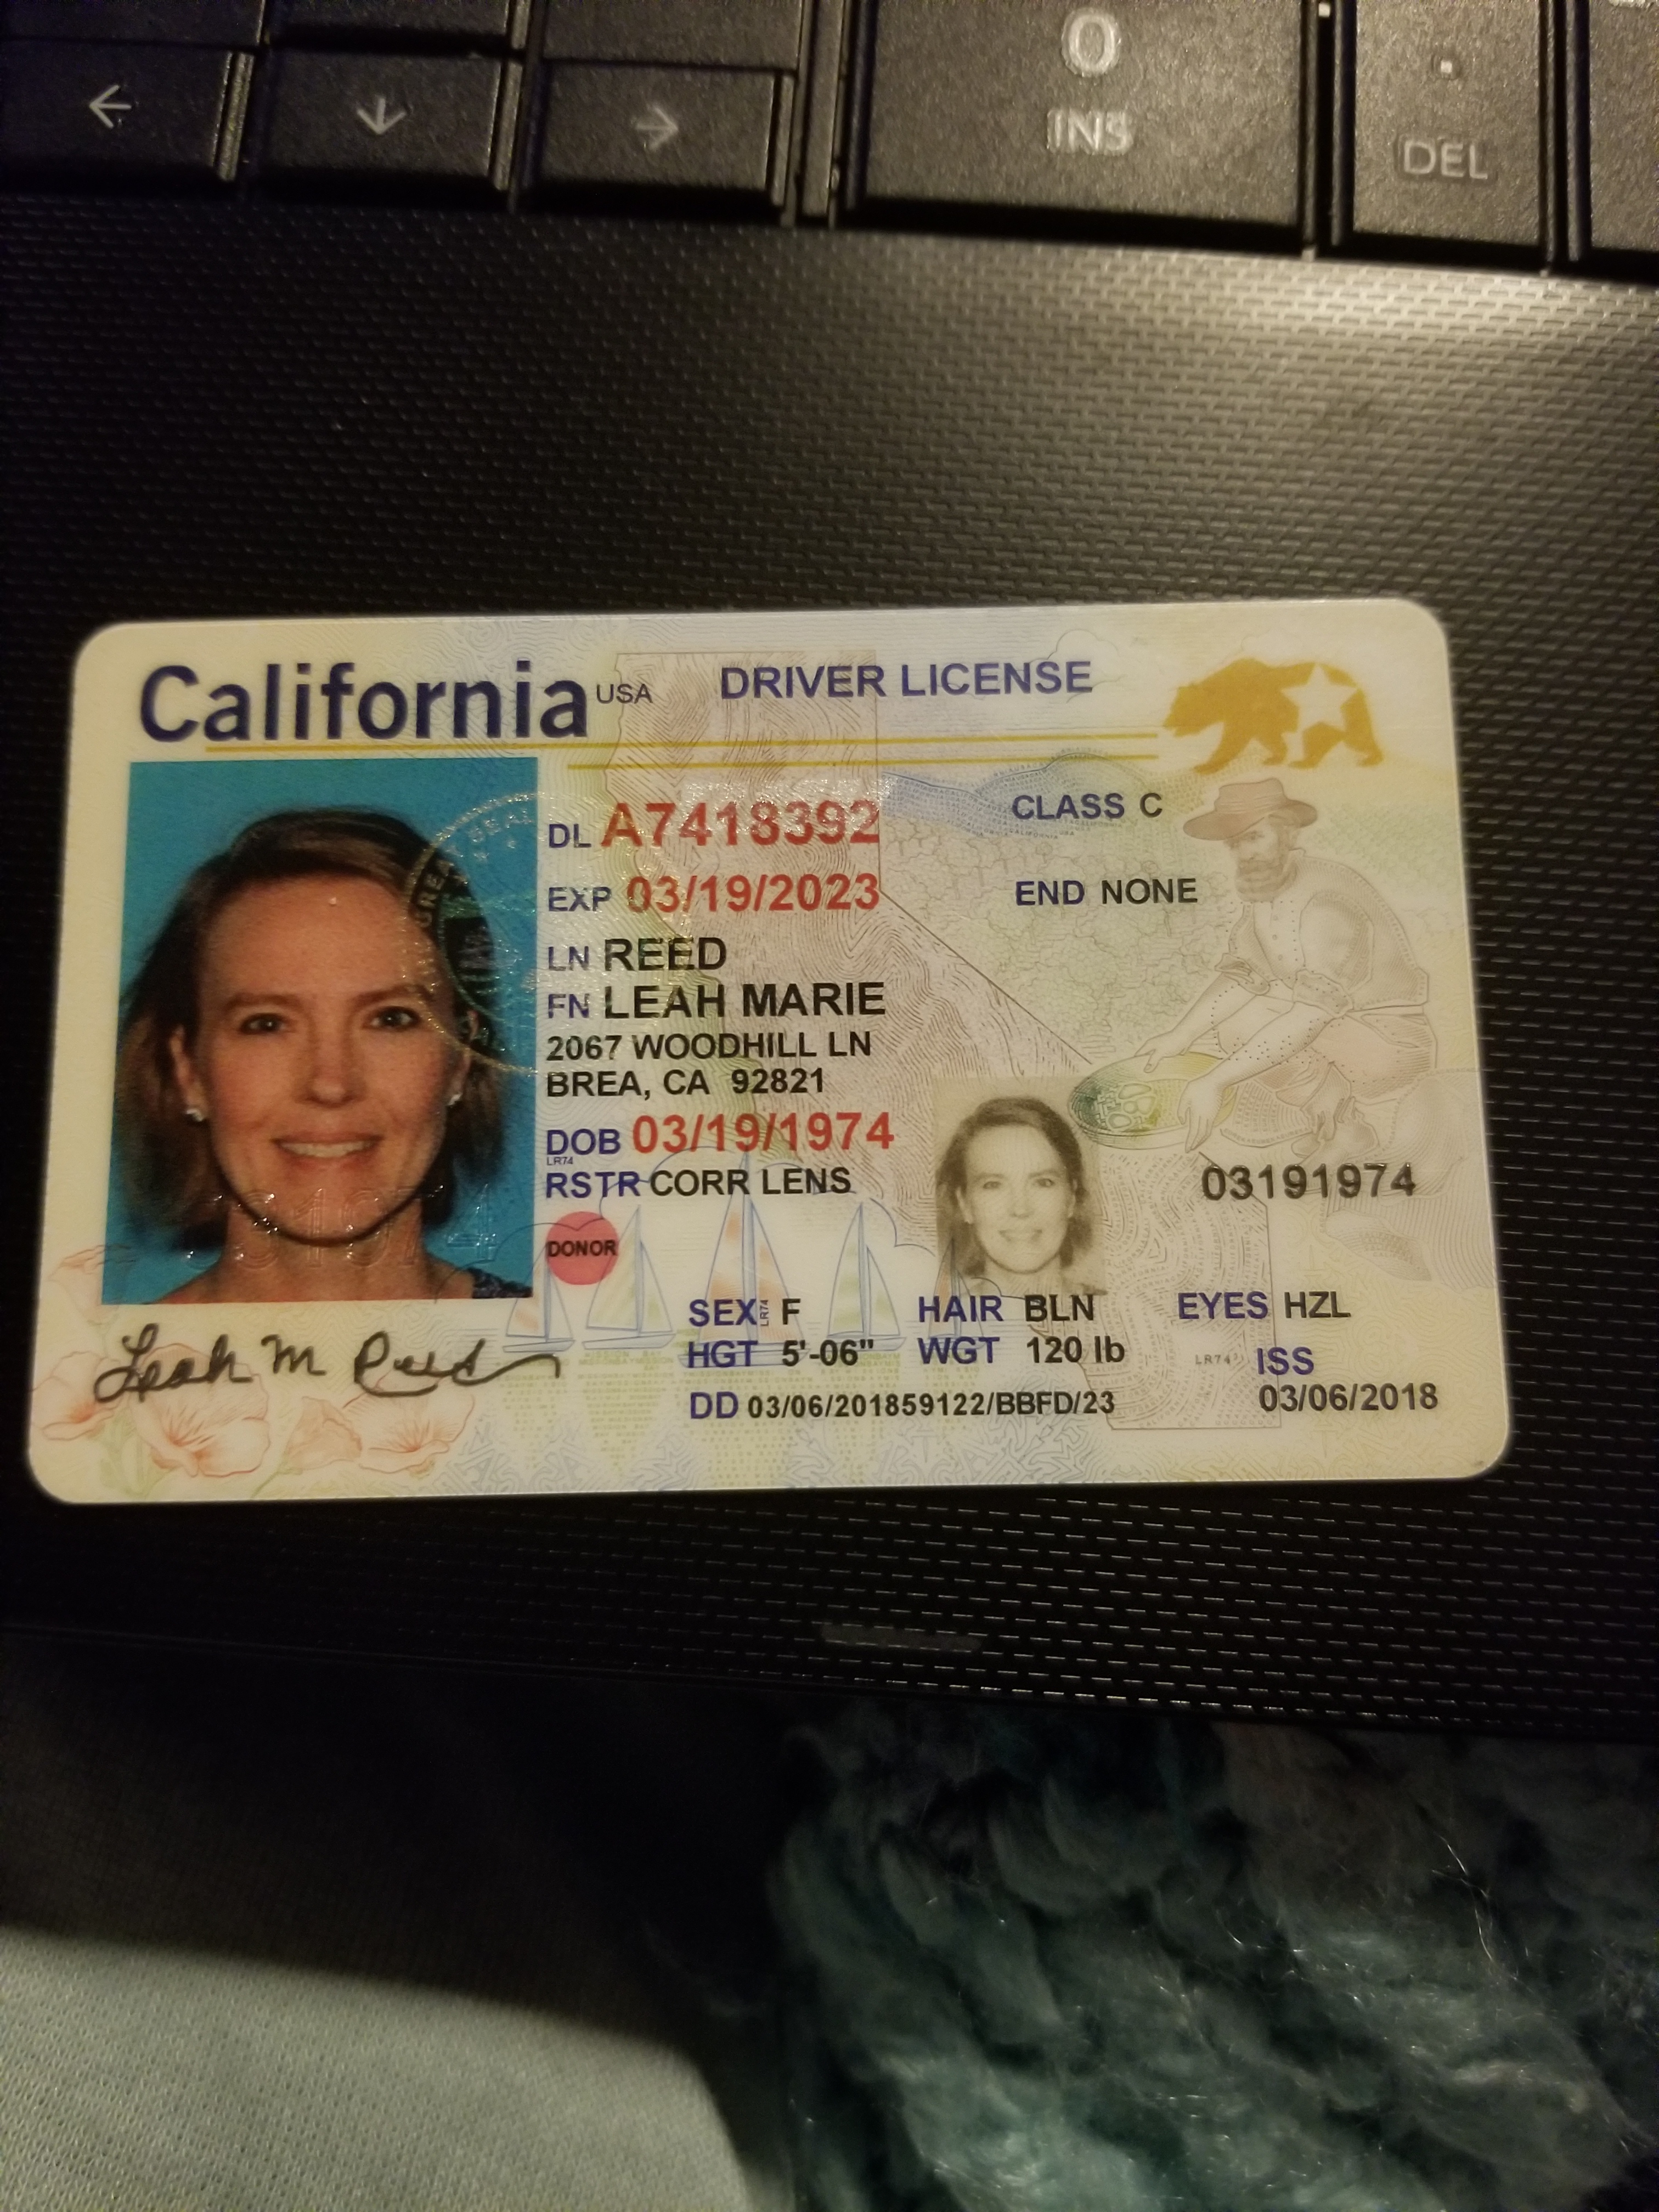 ←
↓
→
0
INS
.
DEL
California USA DRIVER LICENSE
DL A7418392 CLASS C
EXP 03/19/2023 END NONE
LN REED
FN LEAH MARIE
2067 WOODHILL LN
BREA, CA 92821
DOB 03/19/1974
LR74
RSTR CORR LENS
03191974
DONOR
SEX F HAIR BLN EYES HZL
LR74
HGT 5'-06" WGT 120 lb LR74 ISS
DD 03/06/201859122/BBFD/23 03/06/2018
Leah M Reed